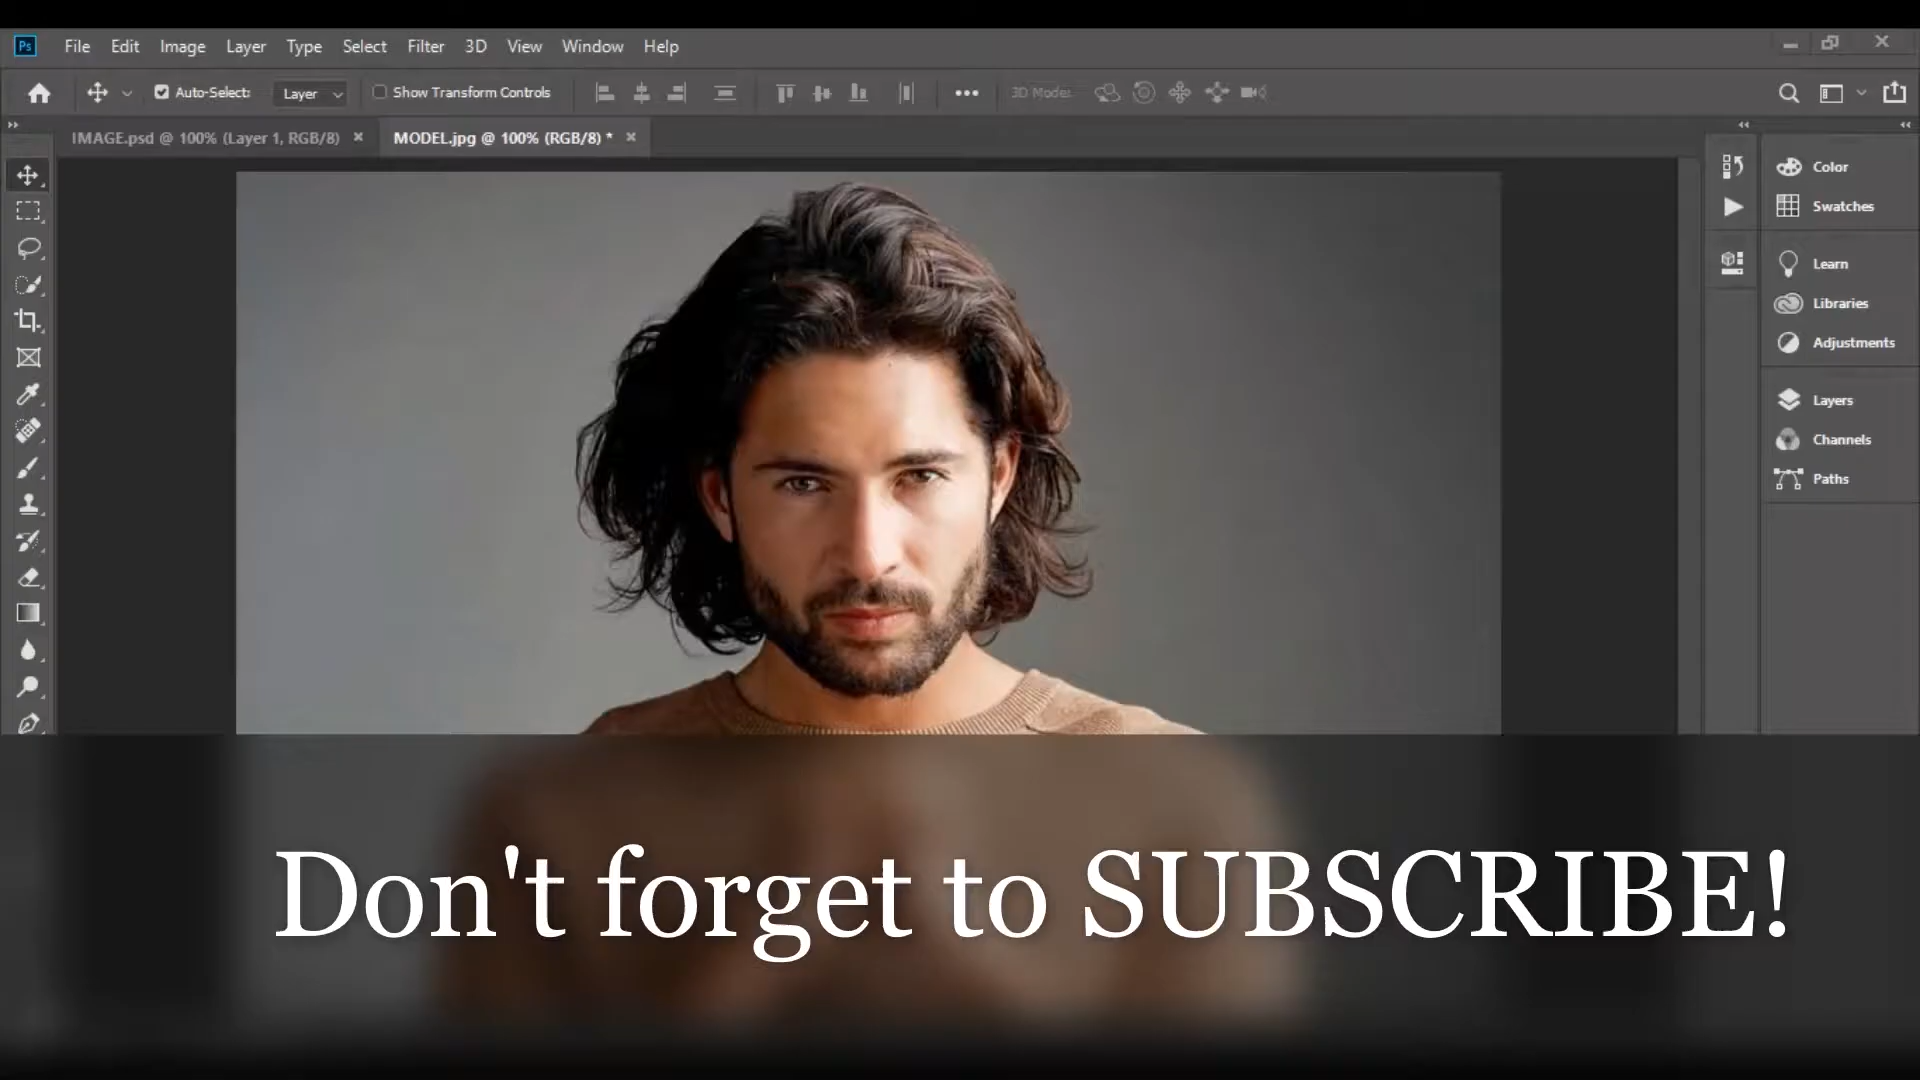 Ps File Edit Image Layer Type Select Filter 3D View Window Help
Auto-Select: Layer Show Transform Controls 3D Mode:
IMAGE.psd @ 100% (Layer 1, RGB/8) × MODEL.jpg @ 100% (RGB/8) * ×
Color
Swatches
Learn
Libraries
Adjustments
Layers
Channels
Paths
Don't forget to SUBSCRIBE!